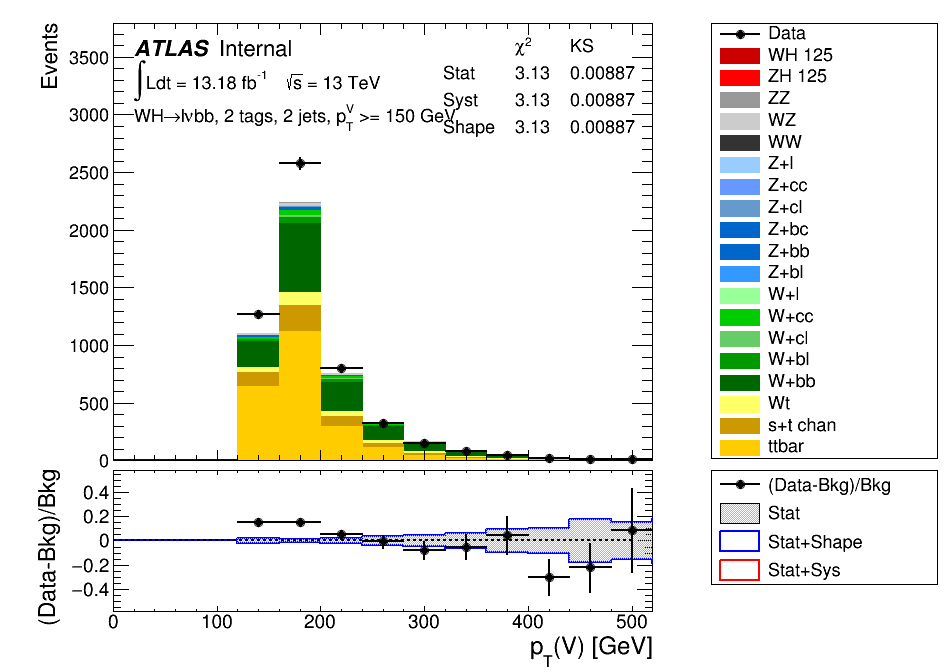 Events
3500
3000
2500
2000
1500
1000
500
0
ATLAS Internal
∫Ldt = 13.18 fb⁻¹ √s = 13 TeV
WH→lνbb, 2 tags, 2 jets, p_T^V >= 150 GeV
χ² KS
Stat 3.13 0.00887
Syst 3.13 0.00887
Shape 3.13 0.00887
Data
WH 125
ZH 125
ZZ
WZ
WW
Z+l
Z+cc
Z+cl
Z+bc
Z+bb
Z+bl
W+l
W+cc
W+cl
W+bl
W+bb
Wt
s+t chan
ttbar
(Data-Bkg)/Bkg
0.4
0.2
0
−0.2
−0.4
0 100 200 300 400 500
p_T(V) [GeV]
(Data-Bkg)/Bkg
Stat
Stat+Shape
Stat+Sys